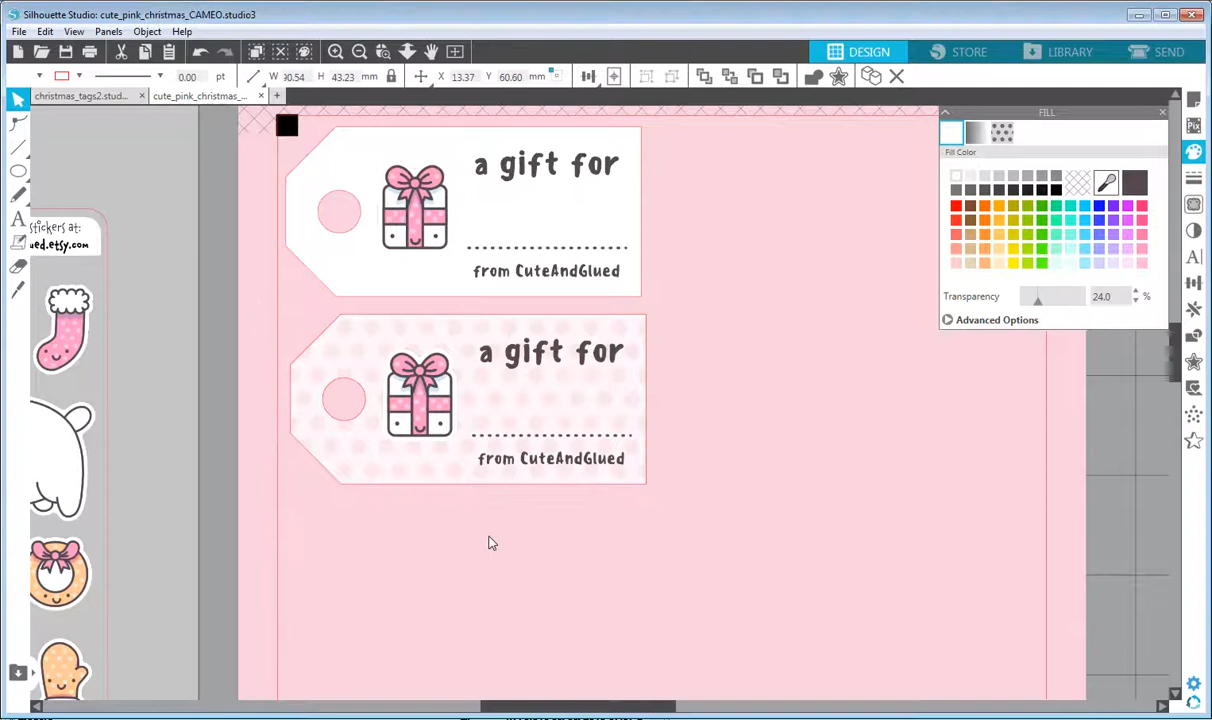 Silhouette Studio: cute_pink_christmas_CAMEO.studio3
File Edit View Panels Object Help
DESIGN STORE LIBRARY SEND
0.00 pt W 90.54 H 43.23 mm X 13.37 Y 60.60 mm
christmas_tags2.stud... cute_pink_christmas_...
FILL
Fill Color
Transparency 24.0 %
Advanced Options
stickers at:
ued.etsy.com
a gift for
from CuteAndGlued
a gift for
from CuteAndGlued